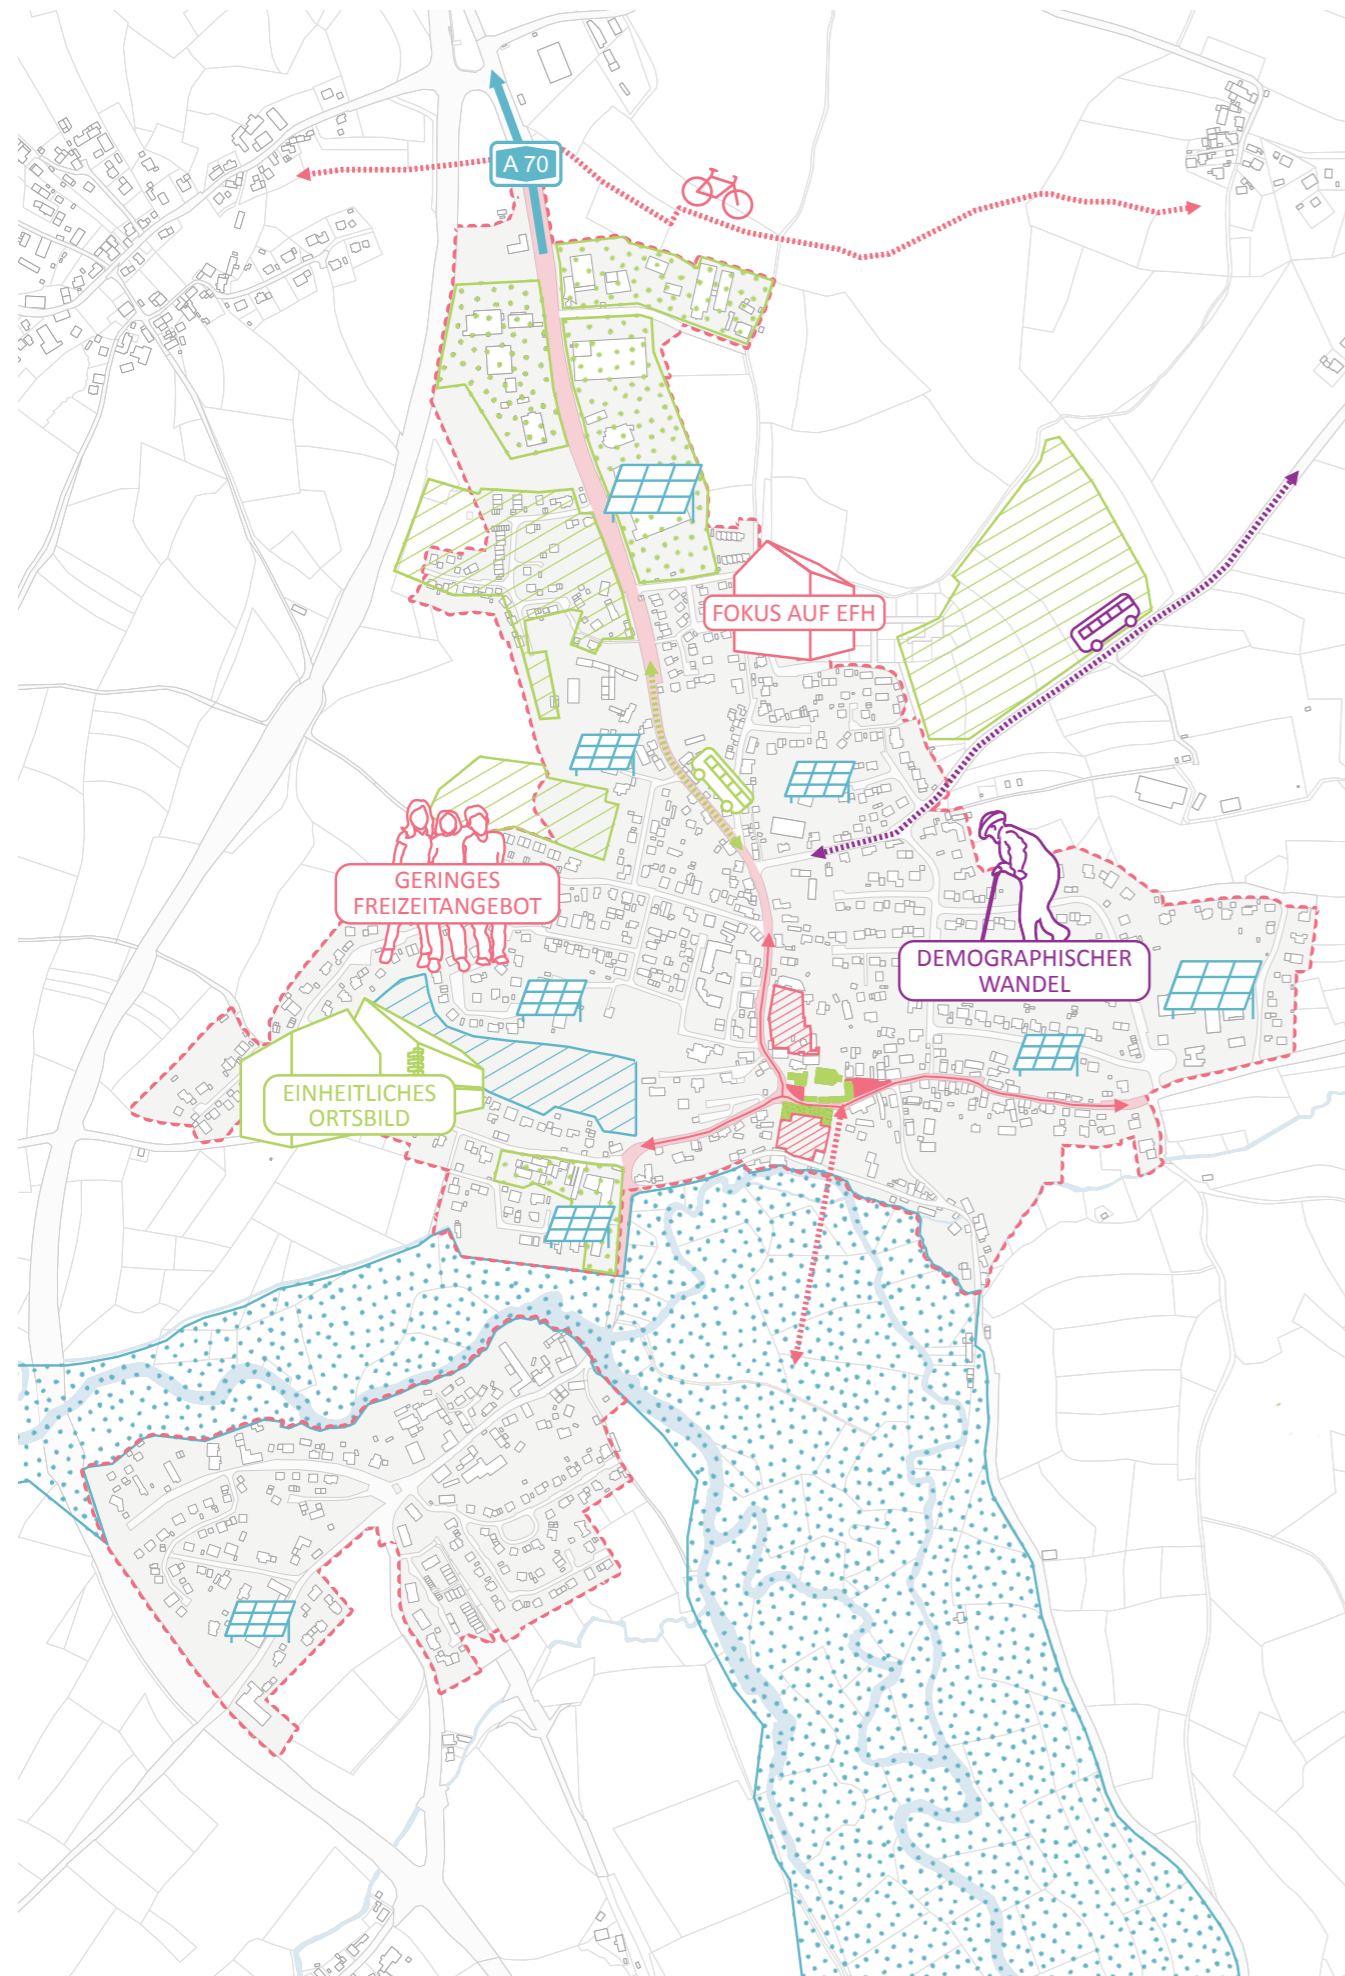 A 70
FOKUS AUF EFH
GERINGES
FREIZEITANGEBOT
DEMOGRAPHISCHER
WANDEL
EINHEITLICHES
ORTSBILD